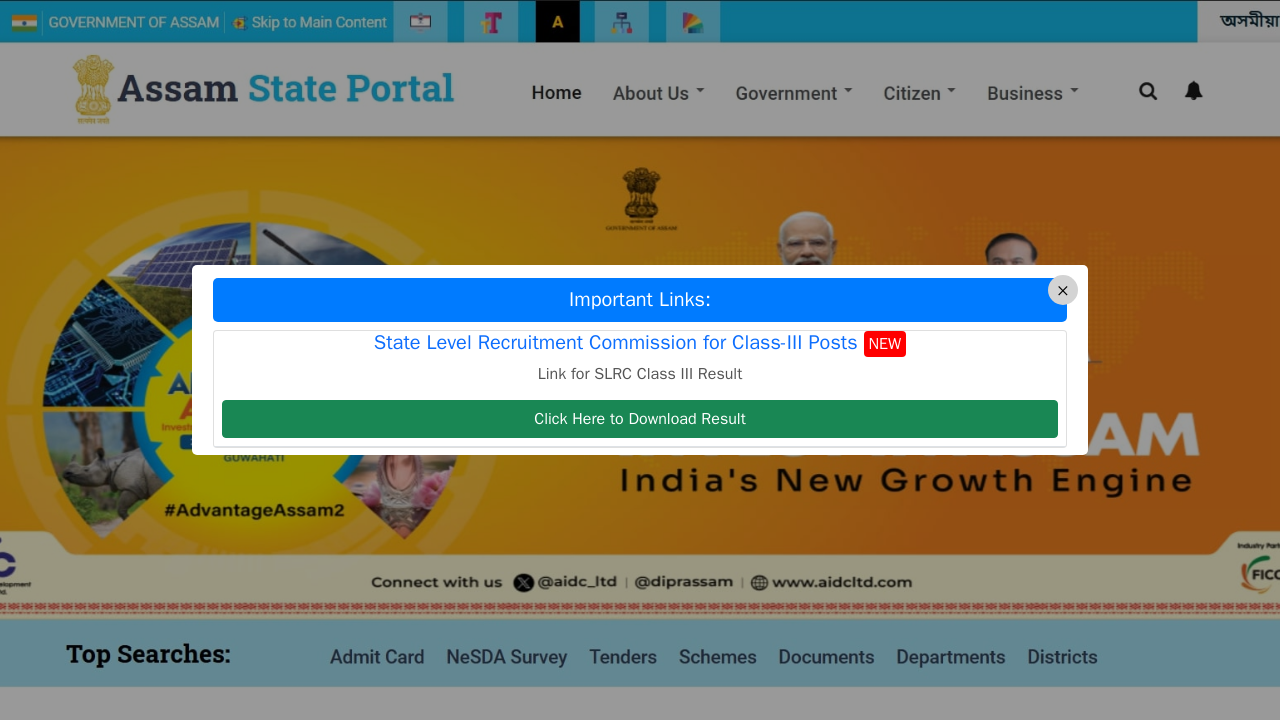 GOVERNMENT OF ASSAM Skip to Main Content A অসমীয়া
Assam State Portal
Home About Us Government Citizen Business
GOVERNMENT OF ASSAM
Important Links: ×
State Level Recruitment Commission for Class-III Posts NEW
Link for SLRC Class III Result
Click Here to Download Result
GUWAHATI
India's New Growth Engine
#AdvantageAssam2
Connect with us @aidc_ltd | @diprassam | www.aidcltd.com
Top Searches: Admit Card NeSDA Survey Tenders Schemes Documents Departments Districts